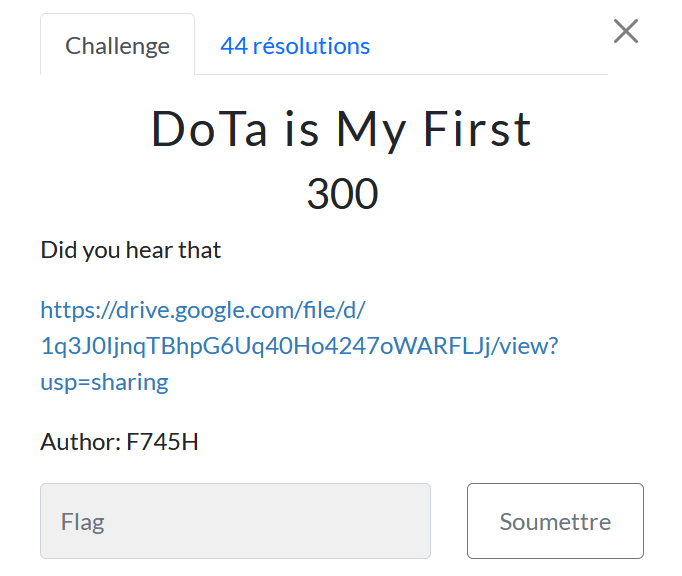 Challenge
44 résolutions
DoTa is My First
300
Did you hear that
https://drive.google.com/file/d/
1q3J0IjnqTBhpG6Uq40Ho4247oWARFLJj/view?
usp=sharing
Author: F745H
Flag
Soumettre